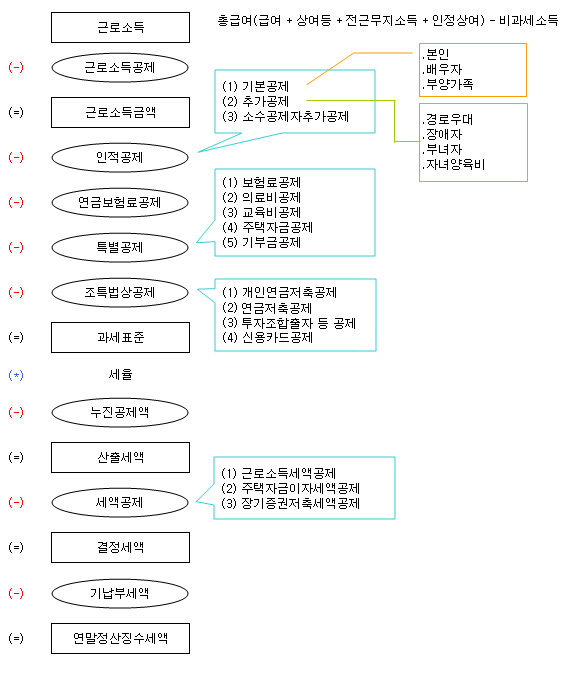 근로소득
총급여(급여 + 상여등 + 전근무지소득 + 인정상여) - 비과세소득
(-)
근로소득공제
.본인
.배우자
.부양가족
(=)
근로소득금액
(1) 기본공제
(2) 추가공제
(3) 소수공제자추가공제
.경로우대
.장애자
.부녀자
.자녀양육비
(-)
인적공제
(-)
연금보험료공제
(1) 보험료공제
(2) 의료비공제
(3) 교육비공제
(4) 주택자금공제
(5) 기부금공제
(-)
특별공제
(-)
조특법상공제
(1) 개인연금저축공제
(2) 연금저축공제
(3) 투자조합출자 등 공제
(4) 신용카드공제
(=)
과세표준
(*)
세율
(-)
누진공제액
(=)
산출세액
(1) 근로소득세액공제
(2) 주택자금이자세액공제
(3) 장기증권저축세액공제
(-)
세액공제
(=)
결정세액
(-)
기납부세액
(=)
연말정산징수세액